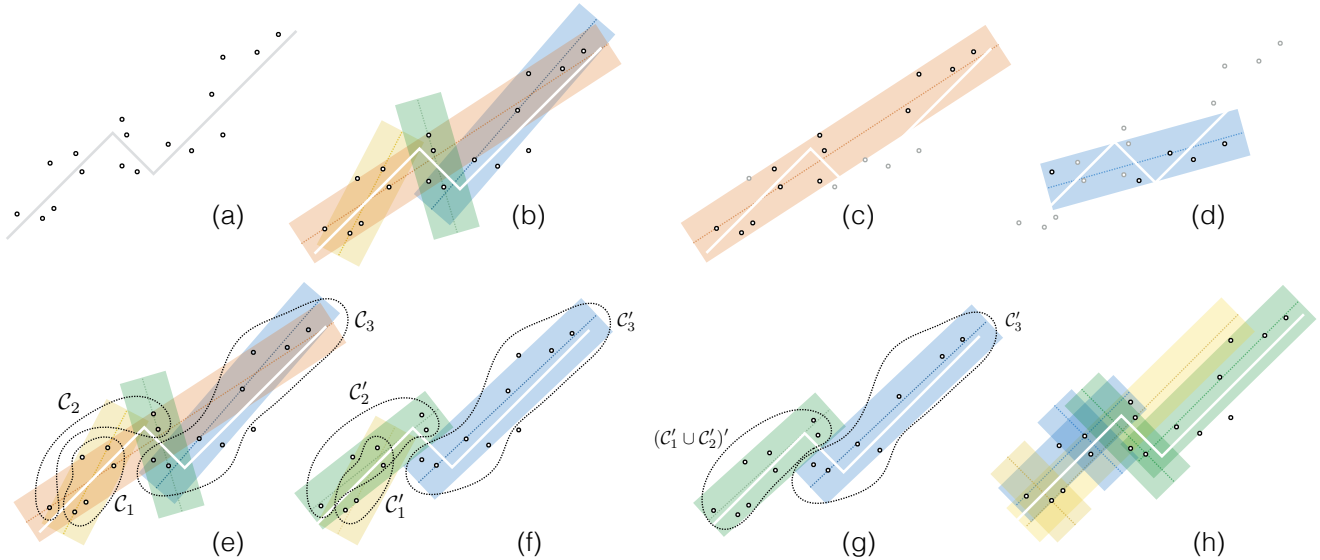 (a)
(b)
(c)
(d)
𝒞₃
𝒞₂
𝒞₁
(e)
𝒞′₃
𝒞′₂
𝒞′₁
(f)
𝒞′₃
(𝒞′₁ ∪ 𝒞′₂)′
(g)
(h)